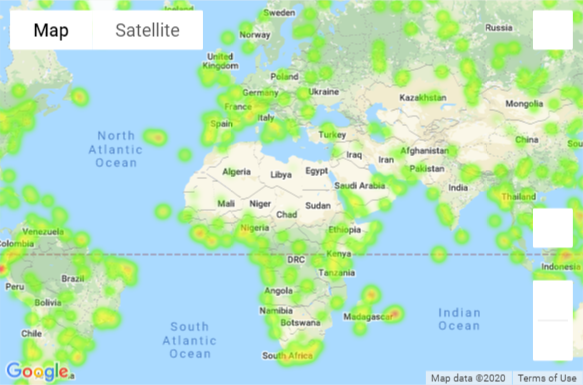 Map Satellite
Iceland
Sweden
Norway
Russia
United
Kingdom
Poland
Germany
Ukraine
France
Kazakhstan
Mongolia
Spain
Italy
Turkey
China
North
Atlantic
Ocean
Afghanistan
Iraq
Iran
Pakistan
Algeria
Libya
Egypt
Saudi Arabia
India
Thailand
Mali
Niger
Chad
Sudan
Nigeria
Ethiopia
Venezuela
Colombia
DRC
Kenya
Indonesia
Tanzania
Peru
Brazil
Angola
Bolivia
Namibia
Botswana
Madagascar
Indian
Ocean
Chile
South
Atlantic
Ocean
South Africa
Google
Map data ©2020 Terms of Use